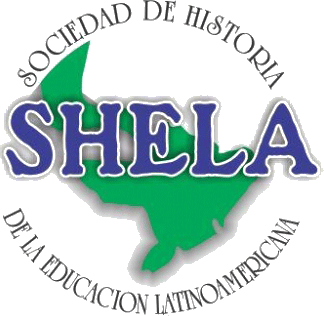 SOCIEDAD DE HISTORIA
SHELA
DE LA EDUCACION LATINOAMERICANA